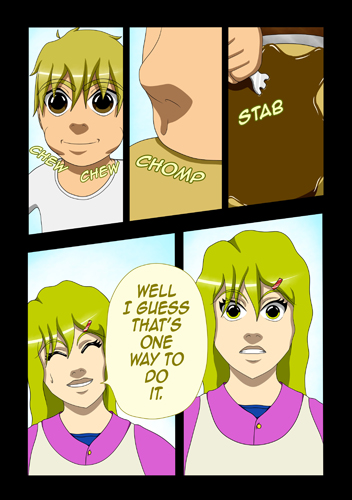 CHEW
CHEW
CHOMP
STAB
WELL
I GUESS
THAT'S
ONE
WAY TO
DO
IT.